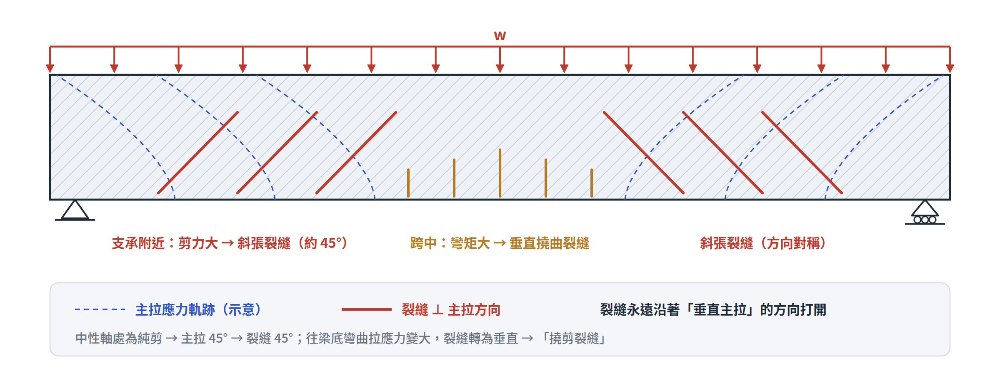 w
支承附近：剪力大 → 斜張裂縫（約 45°）
跨中：彎矩大 → 垂直撓曲裂縫
斜張裂縫（方向對稱）
主拉應力軌跡（示意）
裂縫 ⊥ 主拉方向
裂縫永遠沿著「垂直主拉」的方向打開
中性軸處為純剪 → 主拉 45° → 裂縫 45°；往梁底彎曲拉應力變大，裂縫轉為垂直 → 「撓剪裂縫」